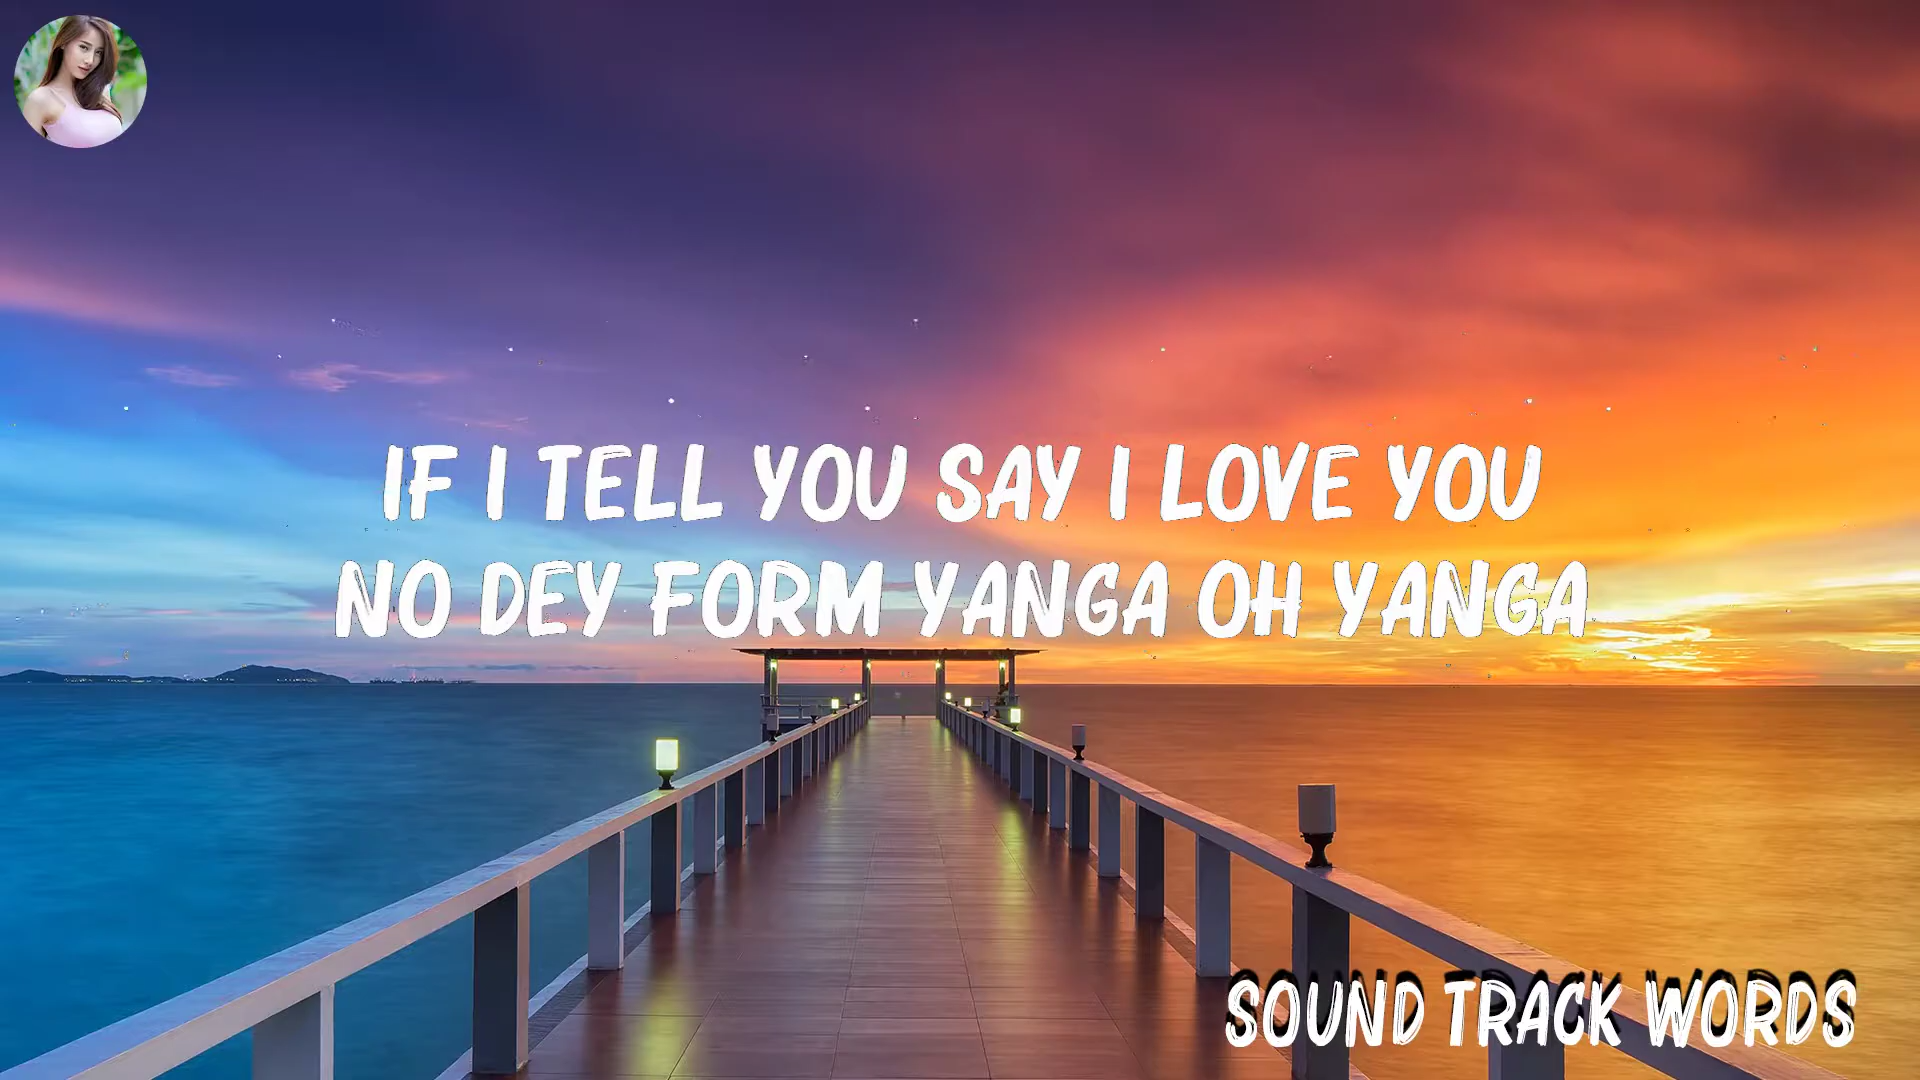 IF I TELL YOU SAY I LOVE YOU
NO DEY FORM YANGA OH YANGA
SOUND TRACK WORDS